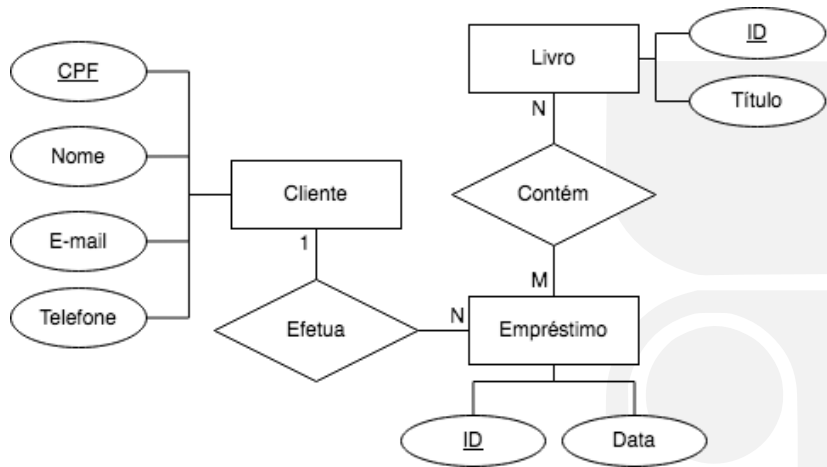 CPF
Nome
E-mail
Telefone
Cliente
1
Efetua
N
Livro
ID
Título
N
Contém
M
Empréstimo
ID
Data